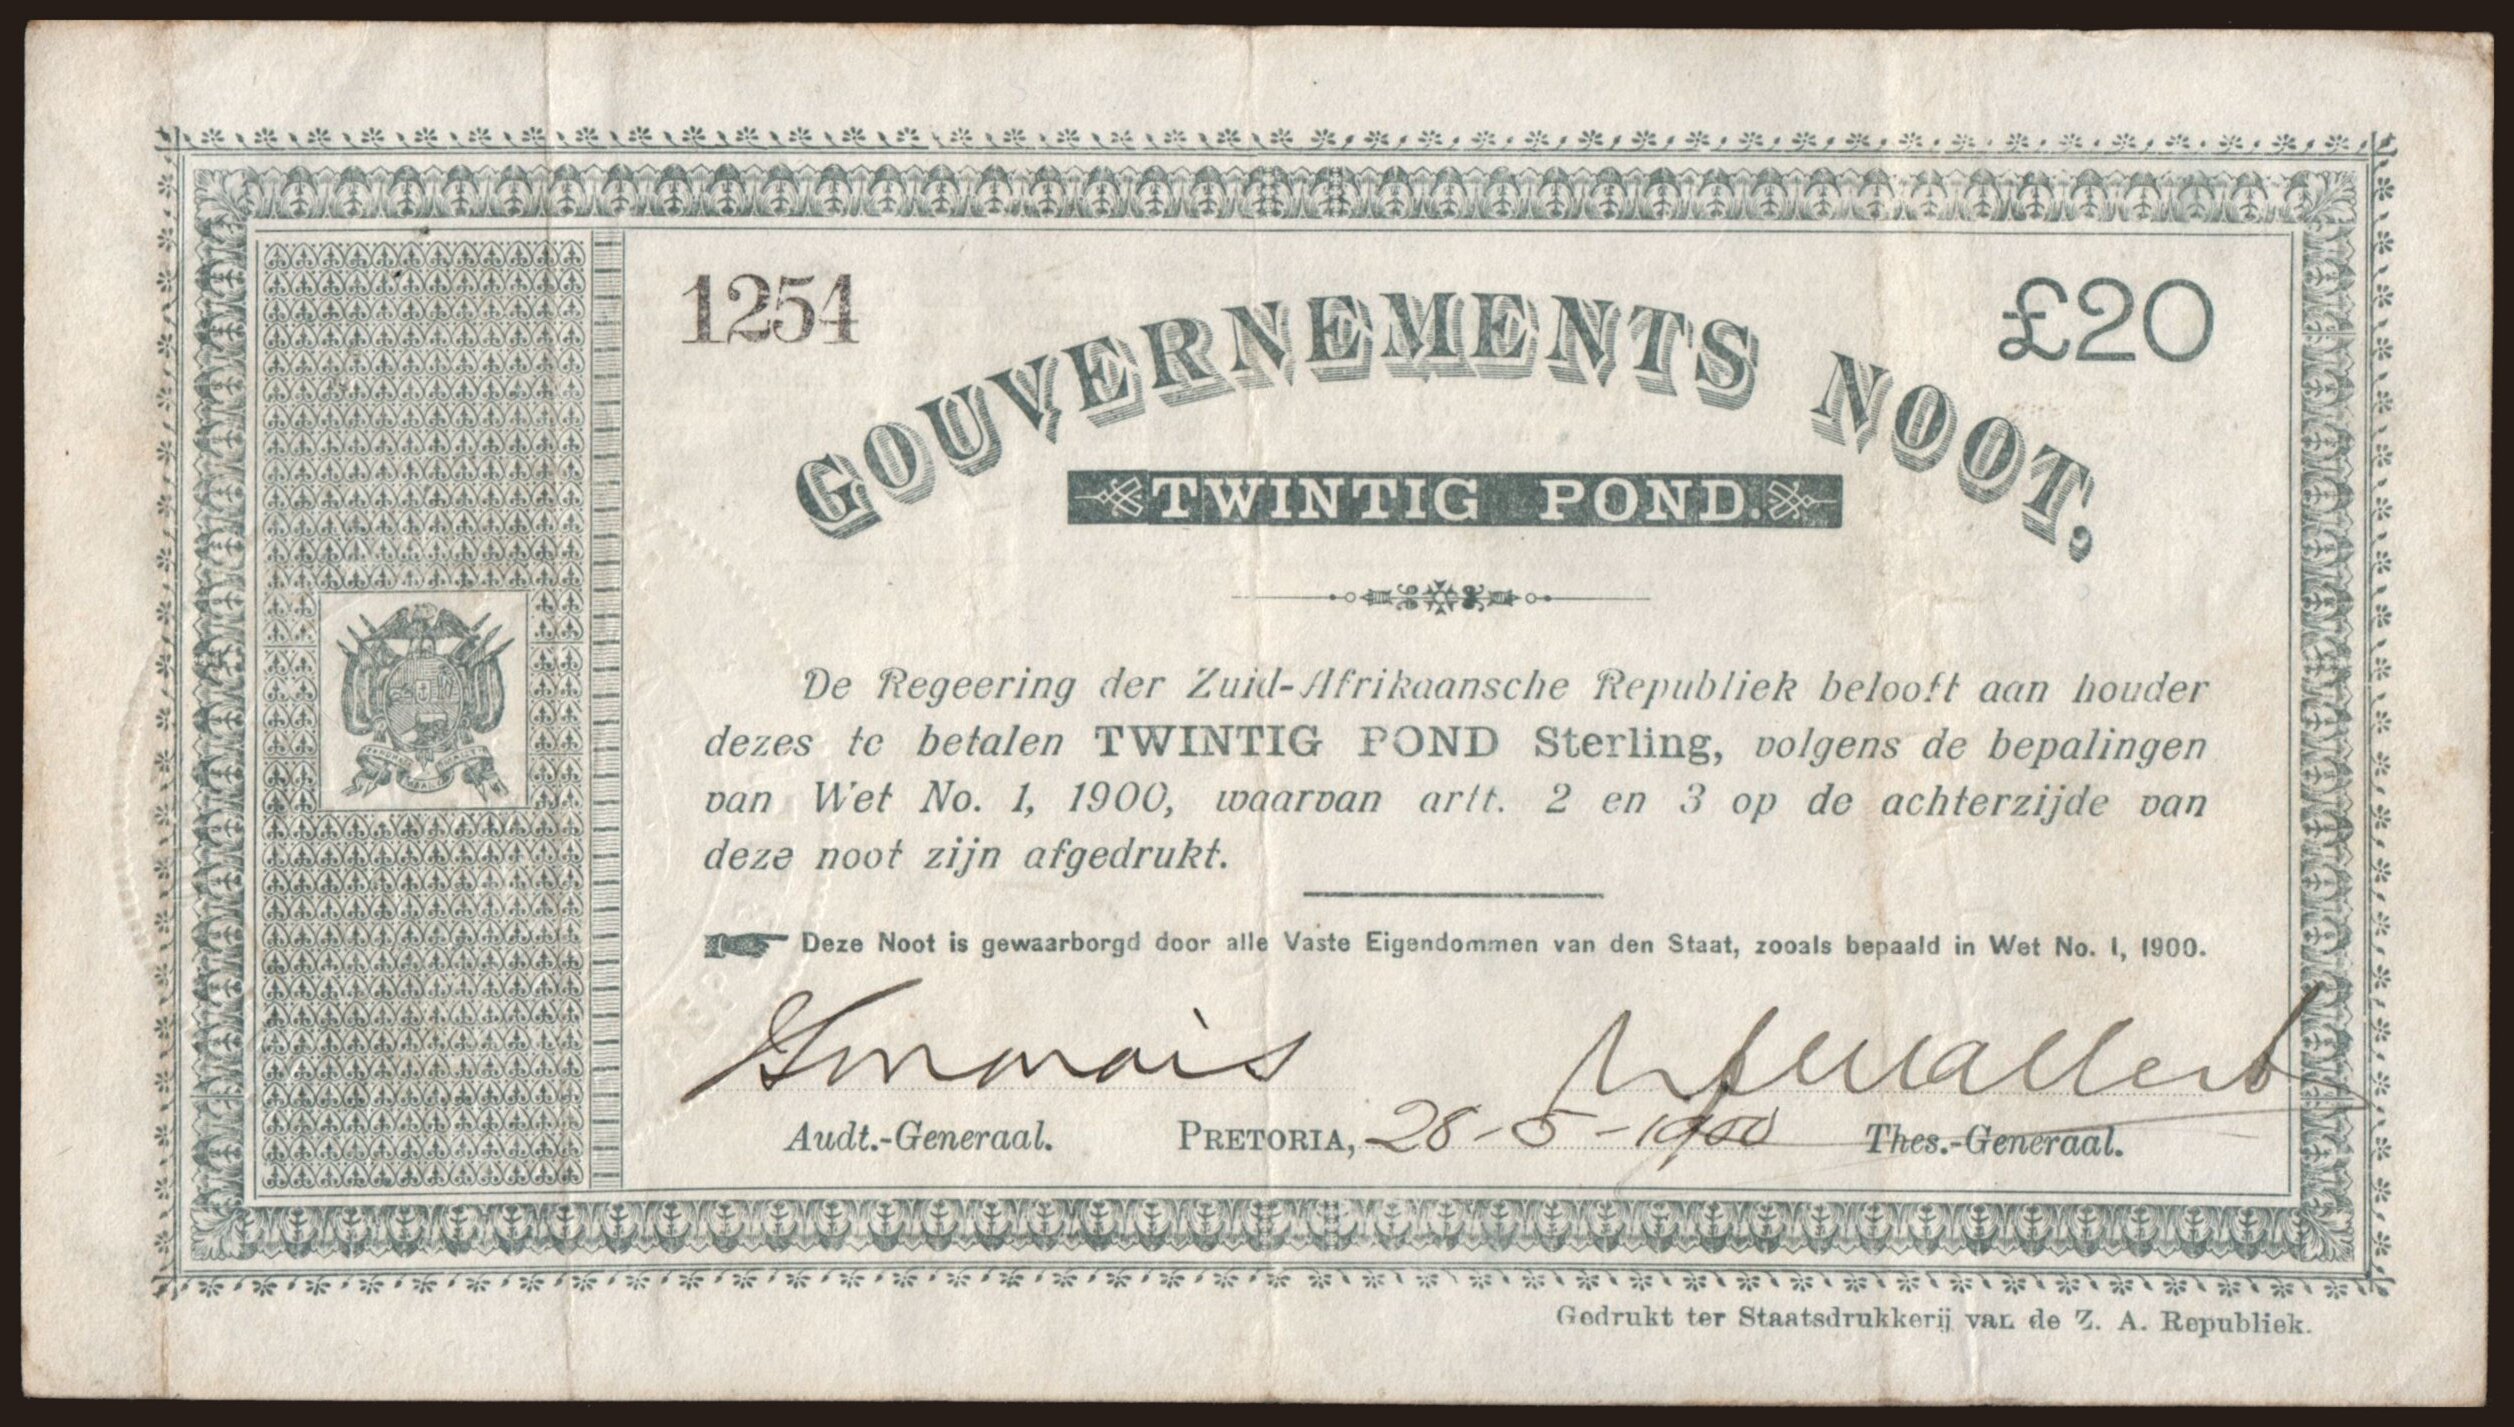 1254
£20
GOUVERNEMENTS NOOT,
TWINTIG POND.
De Regeering der Zuid-Afrikaansche Republiek belooft aan houder
dezes te betalen TWINTIG POND Sterling, volgens de bepalingen
van Wet No. 1, 1900, waarvan artt. 2 en 3 op de achterzijde van
deze noot zijn afgedrukt.
Deze Noot is gewaarborgd door alle Vaste Eigendommen van den Staat, zooals bepaald in Wet No. 1, 1900.
Audt.-Generaal. PRETORIA, 28-5-1900 Thes.-Generaal.
Gedrukt ter Staatsdrukkerij van de Z. A. Republiek.